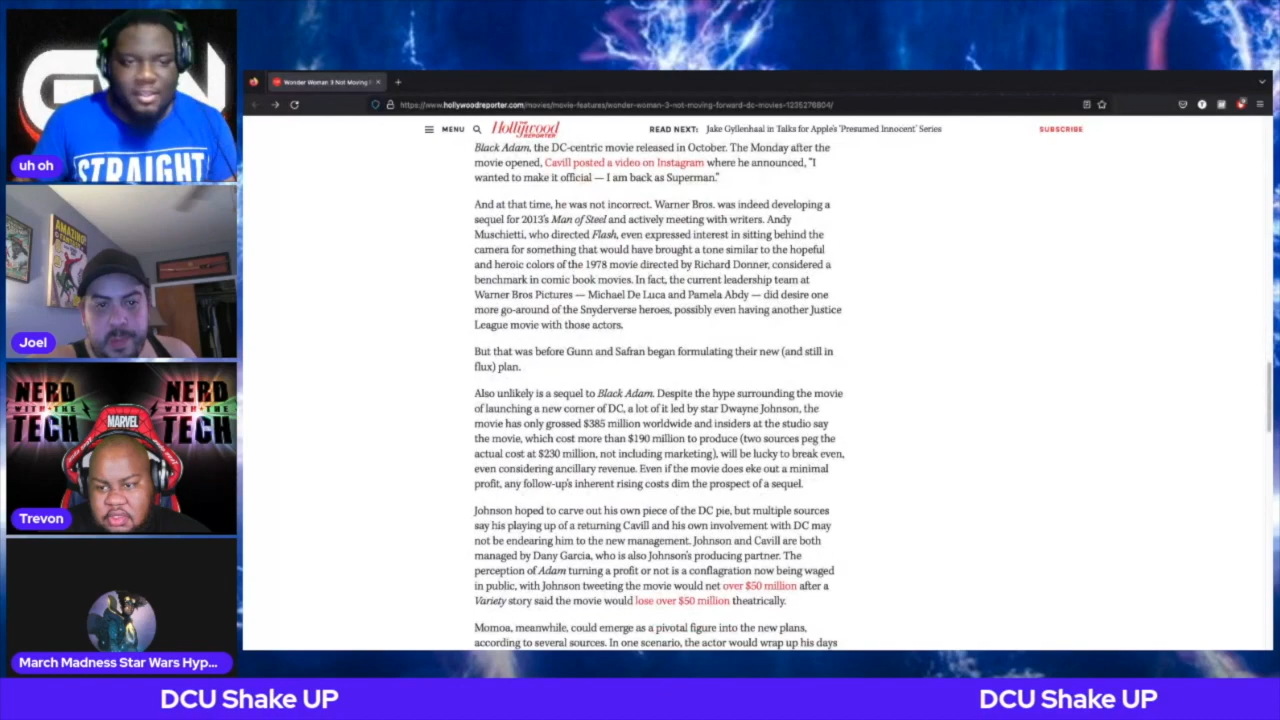 GN
STRAIGHT
uh oh
AMAZING
Joel
NERD
WITH THE
TECH
NERD
WITH THE
TECH
MARVEL
Trevon
March Madness Star Wars Hyp...
Wonder Woman 3 Not Moving F
https://www.hollywoodreporter.com/movies/movie-features/wonder-woman-3-not-moving-forward-dc-movies-1235276804/
MENU
Hollywood
REPORTER
READ NEXT: Jake Gyllenhaal in Talks for Apple's 'Presumed Innocent' Series
SUBSCRIBE
Black Adam, the DC-centric movie released in October. The Monday after the
movie opened, Cavill posted a video on Instagram where he announced, "I
wanted to make it official — I am back as Superman."
And at that time, he was not incorrect. Warner Bros. was indeed developing a
sequel for 2013's Man of Steel and actively meeting with writers. Andy
Muschietti, who directed Flash, even expressed interest in sitting behind the
camera for something that would have brought a tone similar to the hopeful
and heroic colors of the 1978 movie directed by Richard Donner, considered a
benchmark in comic book movies. In fact, the current leadership team at
Warner Bros Pictures — Michael De Luca and Pamela Abdy — did desire one
more go-around of the Snyderverse heroes, possibly even having another Justice
League movie with those actors.
But that was before Gunn and Safran began formulating their new (and still in
flux) plan.
Also unlikely is a sequel to Black Adam. Despite the hype surrounding the movie
of launching a new corner of DC, a lot of it led by star Dwayne Johnson, the
movie has only grossed $385 million worldwide and insiders at the studio say
the movie, which cost more than $190 million to produce (two sources peg the
actual cost at $230 million, not including marketing), will be lucky to break even,
even considering ancillary revenue. Even if the movie does eke out a minimal
profit, any follow-up's inherent rising costs dim the prospect of a sequel.
Johnson hoped to carve out his own piece of the DC pie, but multiple sources
say his playing up of a returning Cavill and his own involvement with DC may
not be endearing him to the new management. Johnson and Cavill are both
managed by Dany Garcia, who is also Johnson's producing partner. The
perception of Adam turning a profit or not is a conflagration now being waged
in public, with Johnson tweeting the movie would net over $50 million after a
Variety story said the movie would lose over $50 million theatrically.
Momoa, meanwhile, could emerge as a pivotal figure into the new plans,
according to several sources. In one scenario, the actor would wrap up his days
DCU Shake UP
DCU Shake UP